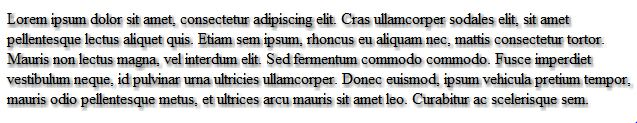 Lorem ipsum dolor sit amet, consectetur adipiscing elit. Cras ullamcorper sodales elit, sit amet
pellentesque lectus aliquet quis. Etiam sem ipsum, rhoncus eu aliquam nec, mattis consectetur tortor.
Mauris non lectus magna, vel interdum elit. Sed fermentum commodo commodo. Fusce imperdiet
vestibulum neque, id pulvinar urna ultricies ullamcorper. Donec euismod, ipsum vehicula pretium tempor,
mauris odio pellentesque metus, et ultrices arcu mauris sit amet leo. Curabitur ac scelerisque sem.